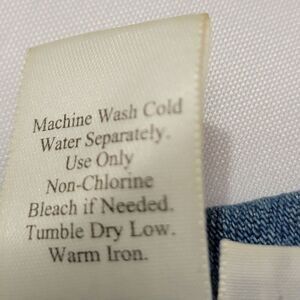 Machine Wash Cold
Water Separately.
Use Only
Non-Chlorine
Bleach if Needed.
Tumble Dry Low.
Warm Iron.